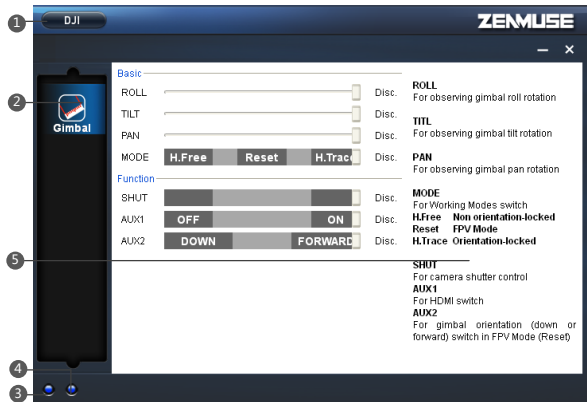 1
DJI
ZENMUSE
2
Gimbal
Basic
ROLL Disc.
TILT Disc.
PAN Disc.
MODE H.Free Reset H.Trace Disc.
Function
SHUT Disc.
AUX1 OFF ON Disc.
AUX2 DOWN FORWARD Disc.
ROLL
For observing gimbal roll rotation
TITL
For observing gimbal tilt rotation
PAN
For observing gimbal pan rotation
MODE
For Working Modes switch
H.Free Non orientation-locked
Reset FPV Mode
H.Trace Orientation-locked
5
SHUT
For camera shutter control
AUX1
For HDMI switch
AUX2
For gimbal orientation (down or
forward) switch in FPV Mode (Reset)
4
3